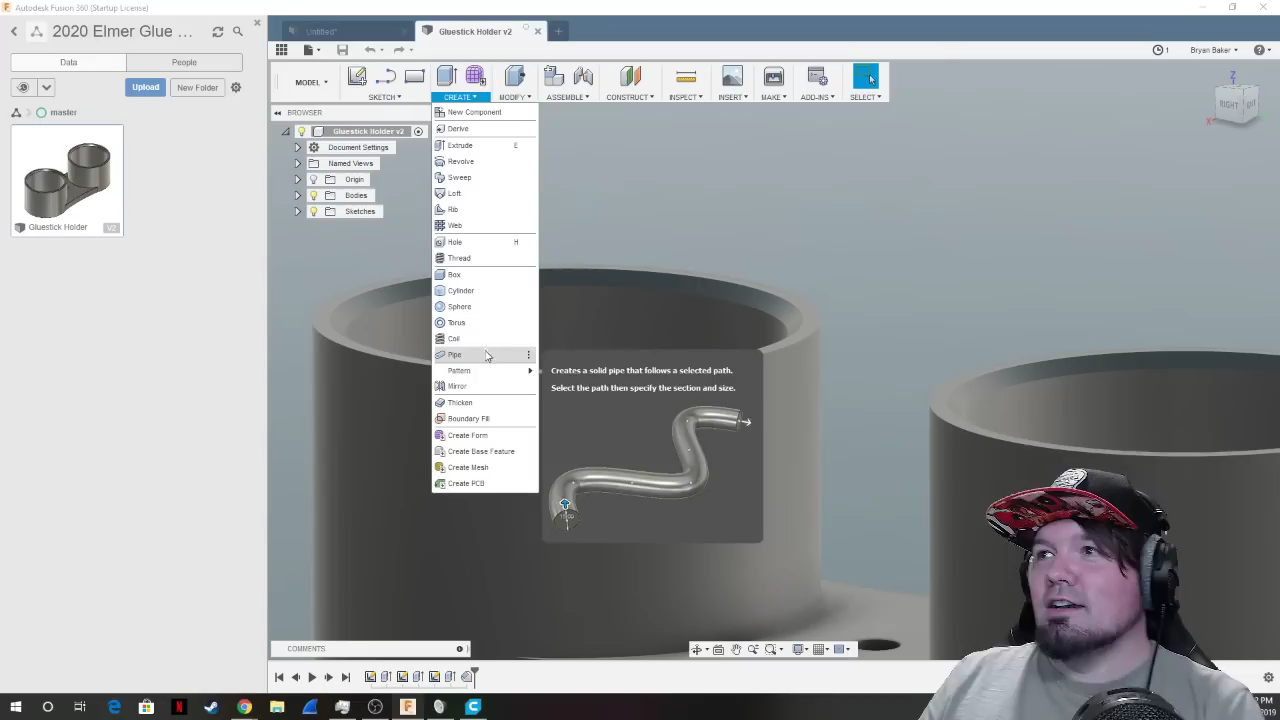 Autodesk Fusion 360 (Startup License)
2020 Elmer Glue ...
Data
People
Upload
New Folder
master
Gluestick Holder
V2
Untitled*
Gluestick Holder v2
1
Bryan Baker
MODEL
SKETCH
CREATE
MODIFY
ASSEMBLE
CONSTRUCT
INSPECT
INSERT
MAKE
ADD-INS
SELECT
BROWSER
Gluestick Holder v2
Document Settings
Named Views
Origin
Bodies
Sketches
New Component
Derive
Extrude E
Revolve
Sweep
Loft
Rib
Web
Hole H
Thread
Box
Cylinder
Sphere
Torus
Coil
Pipe
Pattern
Mirror
Thicken
Boundary Fill
Create Form
Create Base Feature
Create Mesh
Create PCB
Creates a solid pipe that follows a selected path.
Select the path then specify the section and size.
Z
RIGHT
X
COMMENTS